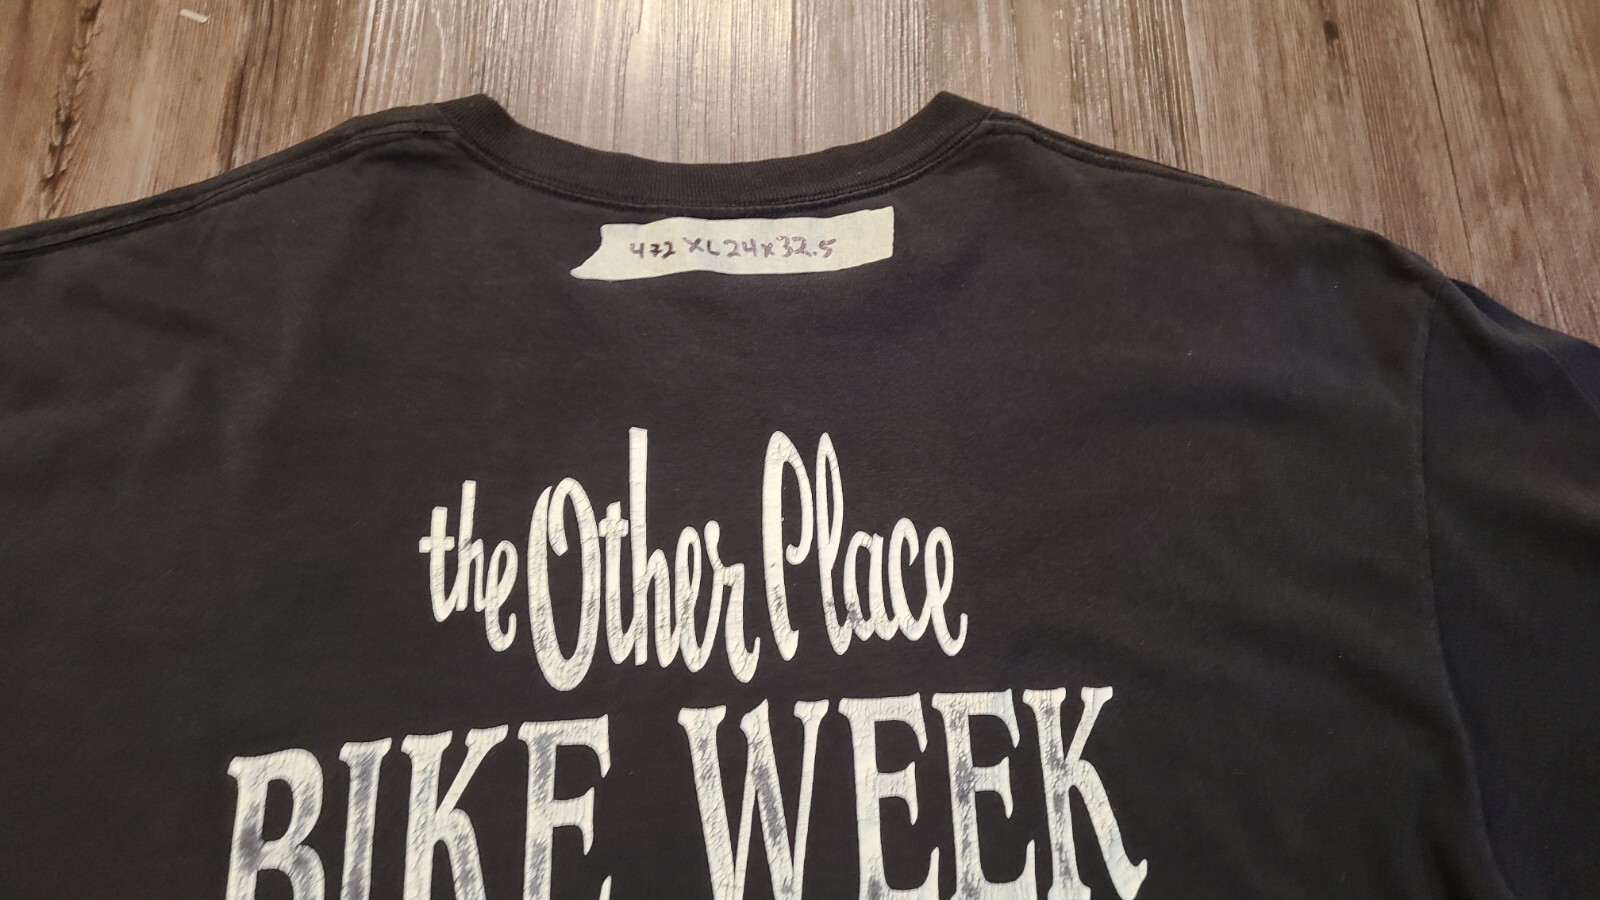 472 XL 24x32.5
the Other Place
BIKE WEEK